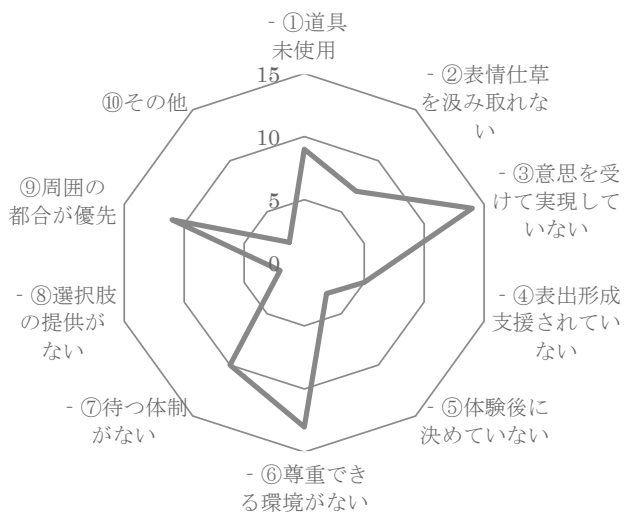 - ①道具
未使用
15
10
5
0
- ②表情仕草
を汲み取れな
い
- ③意思を受
けて実現して
いない
- ④表出形成
支援されてい
ない
- ⑤体験後に
決めていない
- ⑥尊重でき
る環境がない
- ⑦待つ体制
がない
- ⑧選択肢
の提供が
ない
⑨周囲の
都合が優先
⑩その他